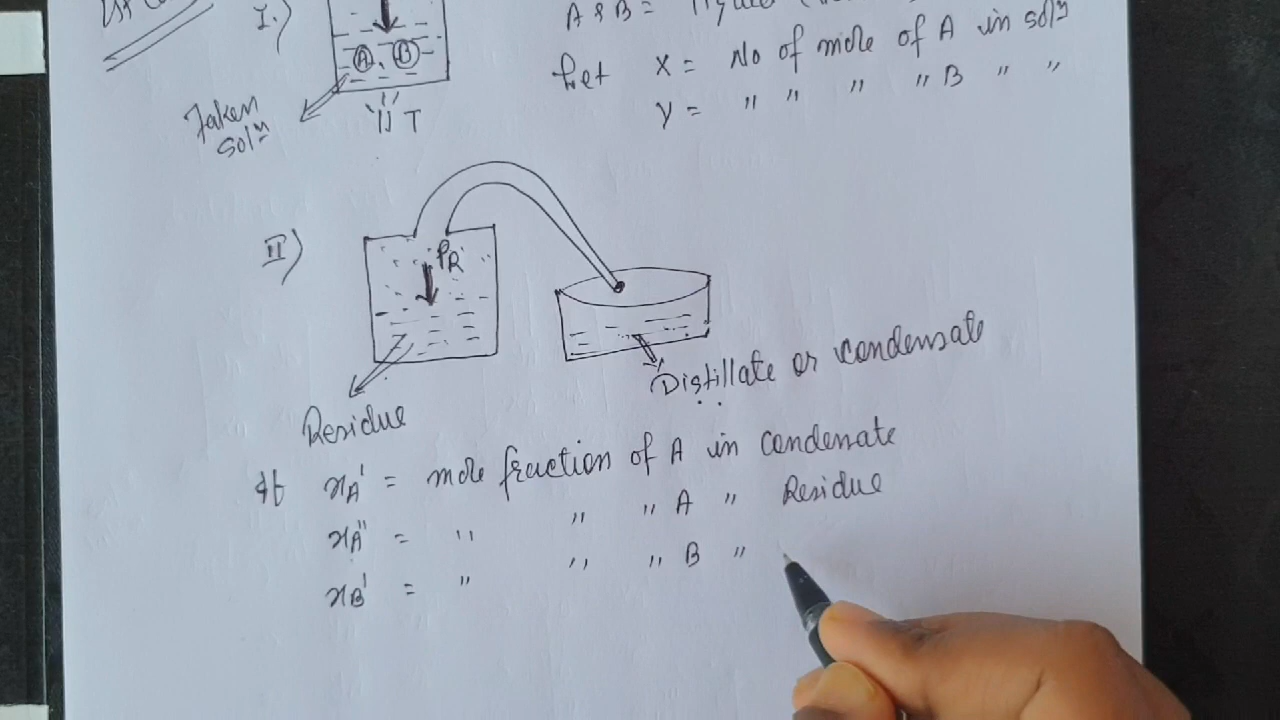 I.)
A & B =
Let X = No of mole of A in solⁿ
Y = " " " " B " "
A, B
Taken
solⁿ
T
II)
P_R
Distillate or condensate
Residue
If xA' = mole fraction of A in condensate
xA'' = " " " A " Residue
xB' = " " " B "